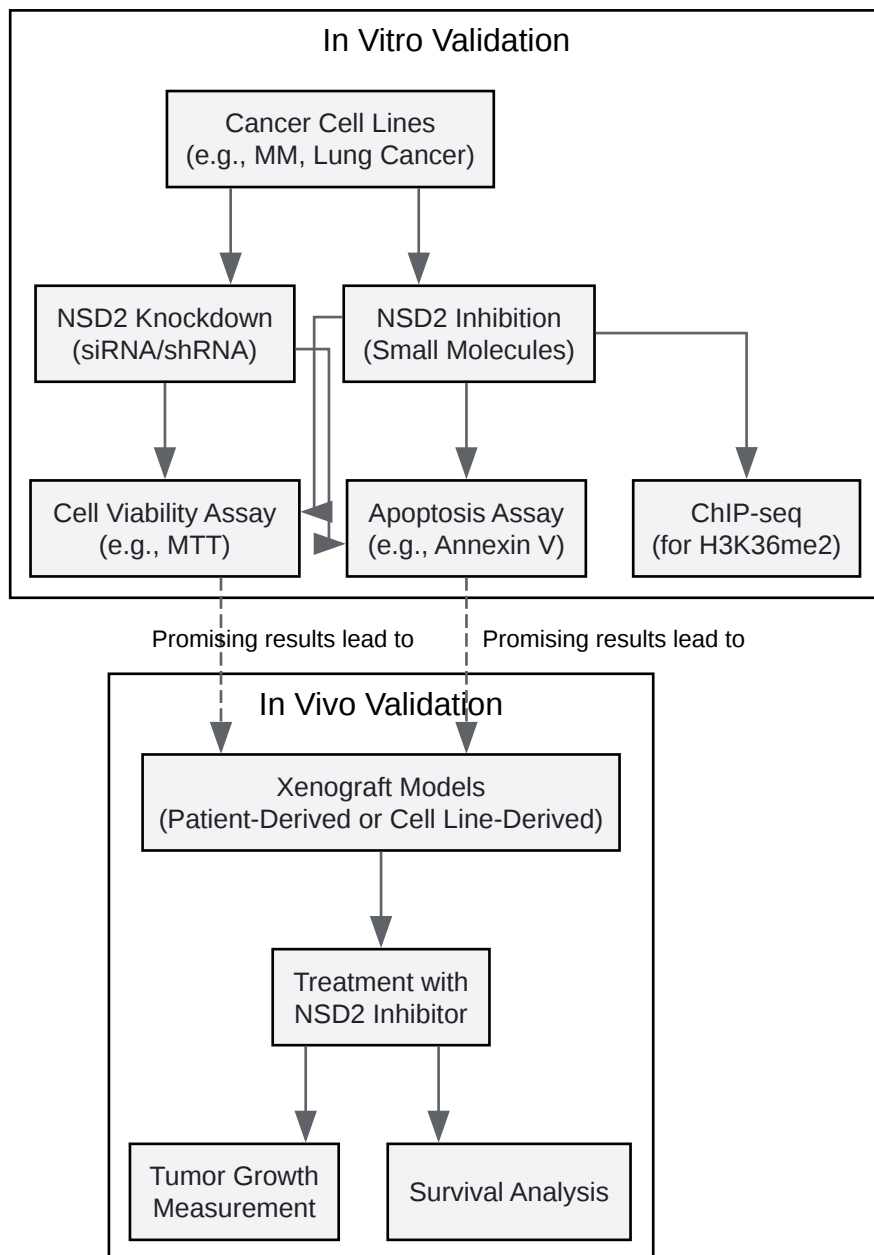 In Vitro Validation
Cancer Cell Lines
(e.g., MM, Lung Cancer)
NSD2 Knockdown
(siRNA/shRNA)
NSD2 Inhibition
(Small Molecules)
Cell Viability Assay
(e.g., MTT)
Apoptosis Assay
(e.g., Annexin V)
ChIP-seq
(for H3K36me2)
Promising results lead to
Promising results lead to
In Vivo Validation
Xenograft Models
(Patient-Derived or Cell Line-Derived)
Treatment with
NSD2 Inhibitor
Tumor Growth
Measurement
Survival Analysis